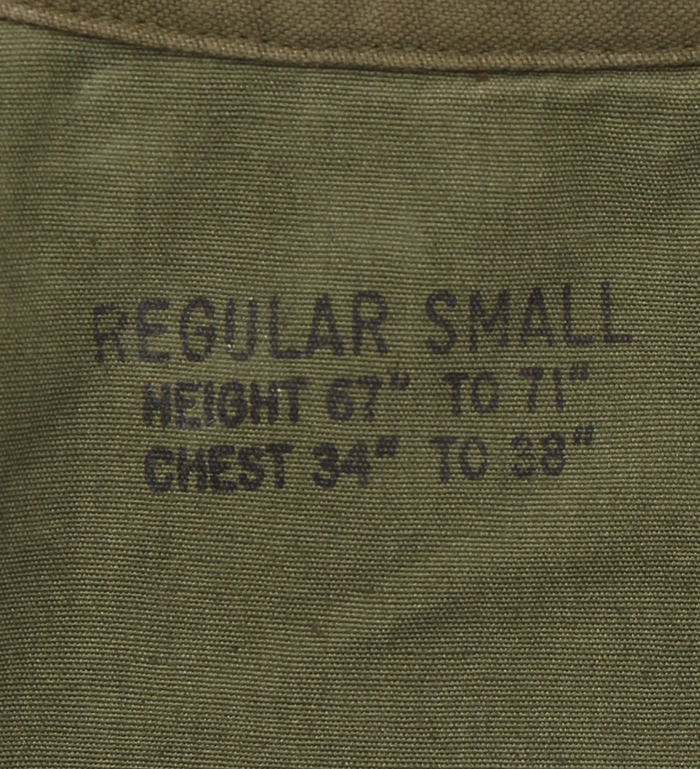 REGULAR SMALL
HEIGHT 67" TO 71"
CHEST 34" TO 38"